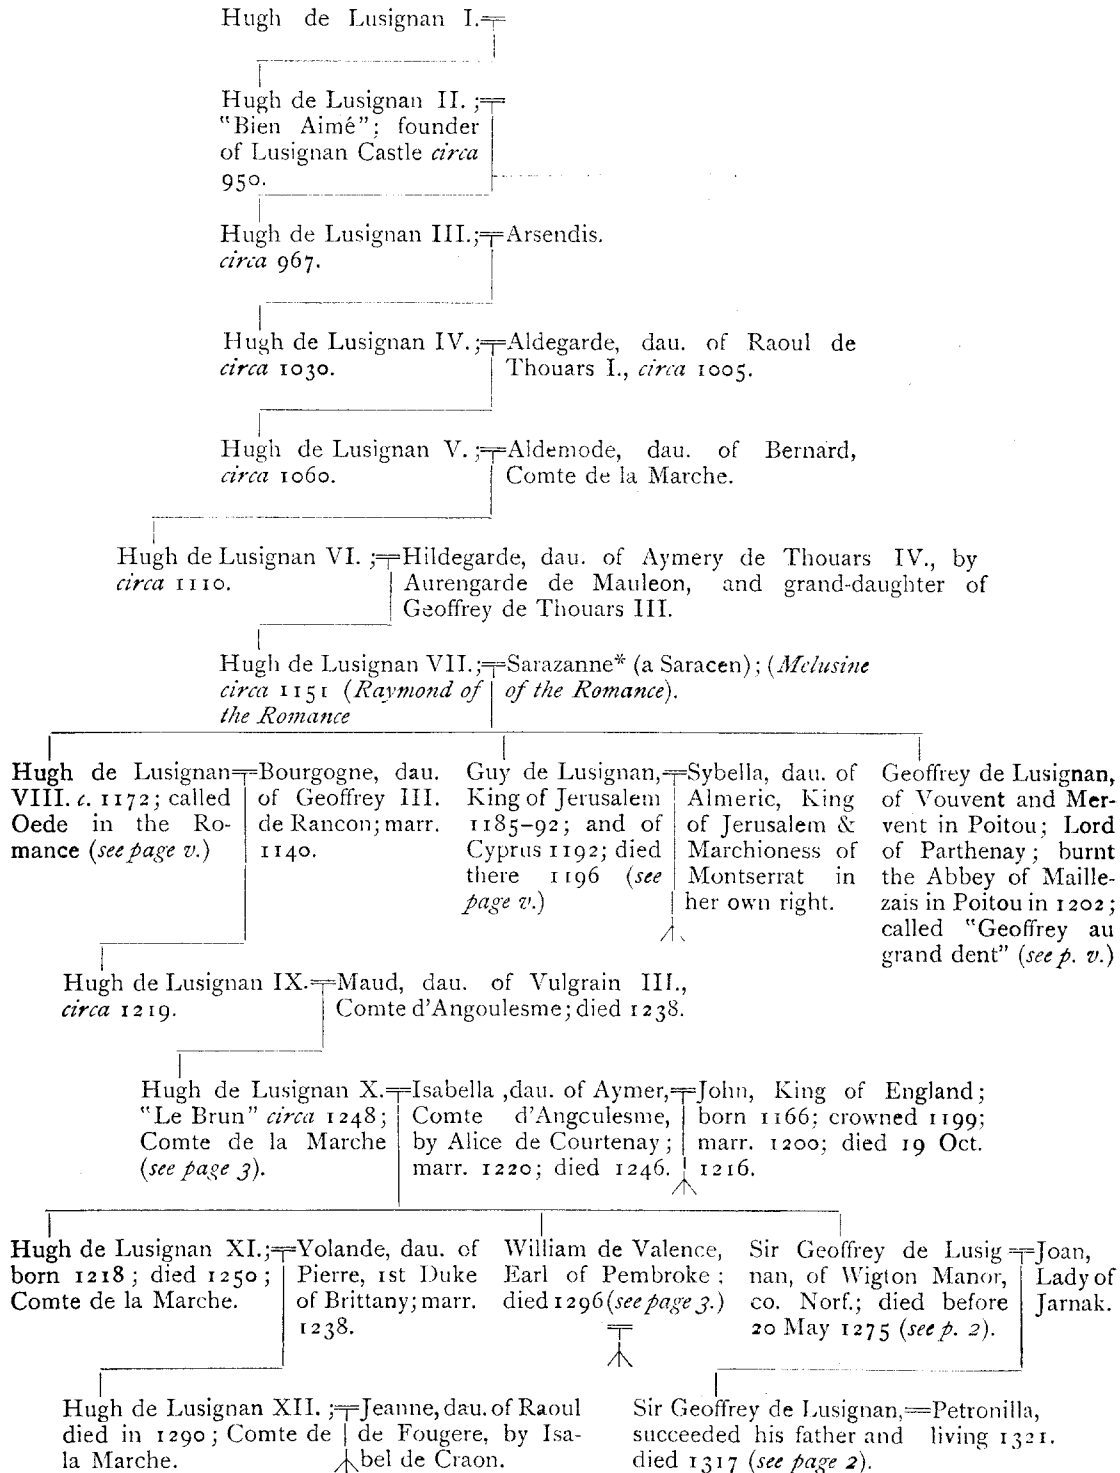 Hugh de Lusignan I.
Hugh de Lusignan II. ;
"Bien Aimé"; founder
of Lusignan Castle circa
950.
Hugh de Lusignan III.; Arsendis.
circa 967.
Hugh de Lusignan IV. ; Aldegarde, dau. of Raoul de
circa 1030. Thouars I., circa 1005.
Hugh de Lusignan V. ; Aldemode, dau. of Bernard,
circa 1060. Comte de la Marche.
Hugh de Lusignan VI. ; Hildegarde, dau. of Aymery de Thouars IV., by
circa 1110. Aurengarde de Mauleon, and grand-daughter of
Geoffrey de Thouars III.
Hugh de Lusignan VII.; Sarazanne* (a Saracen); (Melusine
circa 1151 (Raymond of of the Romance).
the Romance
Hugh de Lusignan
VIII. c. 1172; called
Oede in the Ro-
mance (see page v.)
Bourgogne, dau.
of Geoffrey III.
de Rancon; marr.
1140.
Guy de Lusignan,
King of Jerusalem
1185-92; and of
Cyprus 1192; died
there 1196 (see
page v.)
Sybella, dau. of
Almeric, King
of Jerusalem &
Marchioness of
Montserrat in
her own right.
Geoffrey de Lusignan,
of Vouvent and Mer-
vent in Poitou; Lord
of Parthenay; burnt
the Abbey of Maille-
zais in Poitou in 1202;
called "Geoffrey au
grand dent" (see p. v.)
Hugh de Lusignan IX. Maud, dau. of Vulgrain III.,
circa 1219. Comte d'Angoulesme; died 1238.
Hugh de Lusignan X.
"Le Brun" circa 1248;
Comte de la Marche
(see page 3).
Isabella ,dau. of Aymer,
Comte d'Angculesme,
by Alice de Courtenay;
marr. 1220; died 1246.
John, King of England;
born 1166; crowned 1199;
marr. 1200; died 19 Oct.
1216.
Hugh de Lusignan XI.;
born 1218; died 1250;
Comte de la Marche.
Yolande, dau. of
Pierre, 1st Duke
of Brittany; marr.
1238.
William de Valence,
Earl of Pembroke :
died 1296 (see page 3.)
Sir Geoffrey de Lusig
nan, of Wigton Manor,
co. Norf.; died before
20 May 1275 (see p. 2).
Joan,
Lady of
Jarnak.
Hugh de Lusignan XII. ;
died in 1290; Comte de
la Marche.
Jeanne, dau. of Raoul
de Fougere, by Isa-
bel de Craon.
Sir Geoffrey de Lusignan,
succeeded his father and
died 1317 (see page 2).
Petronilla,
living 1321.